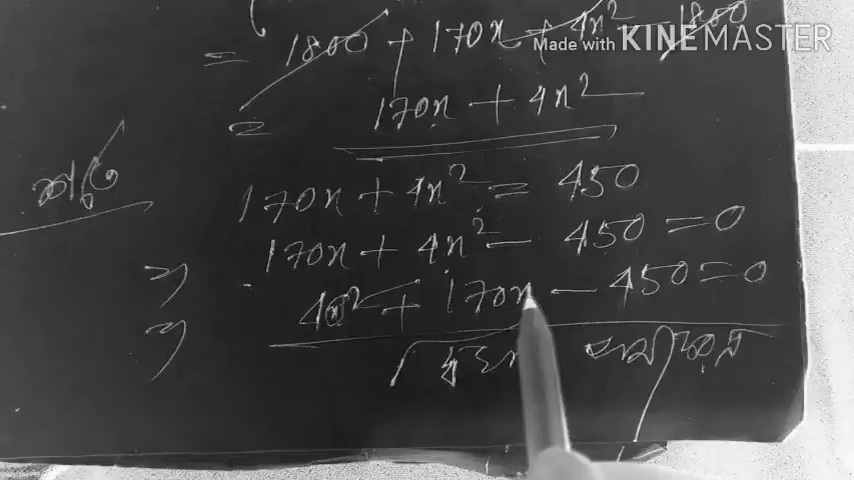 = 1800 + 170x + 4x² - 1800
Made with KINEMASTER
= 170x + 4x²
170x + 4x² = 450
170x + 4x² - 450 = 0
4x² + 170x - 450 = 0